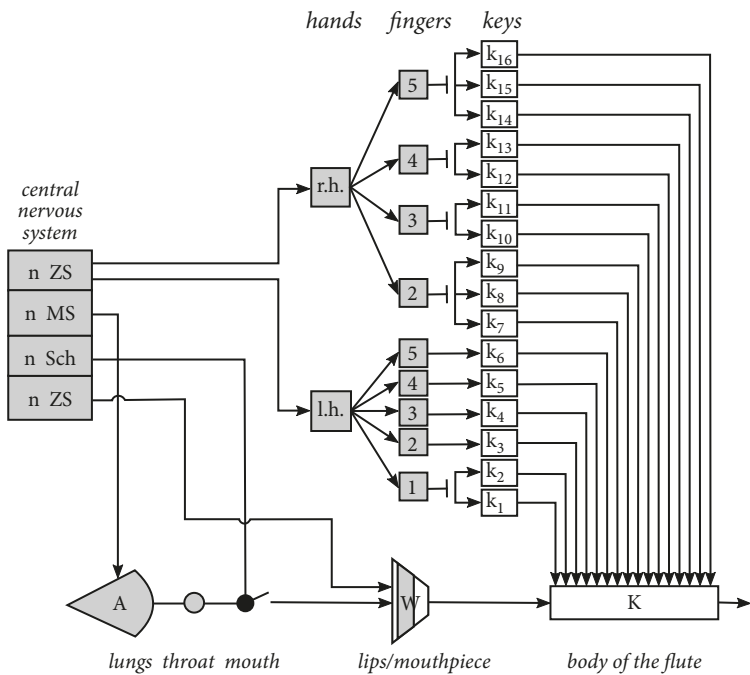 hands fingers keys
k₁₆
5 k₁₅
k₁₄
k₁₃
4
k₁₂
r.h.
k₁₁
3
k₁₀
central
nervous
system
k₉
n ZS
2 k₈
n MS
k₇
n Sch
5 k₆
n ZS
4 k₅
l.h. 3 k₄
2 k₃
k₂
1
k₁
A W K
lungs throat mouth lips/mouthpiece body of the flute